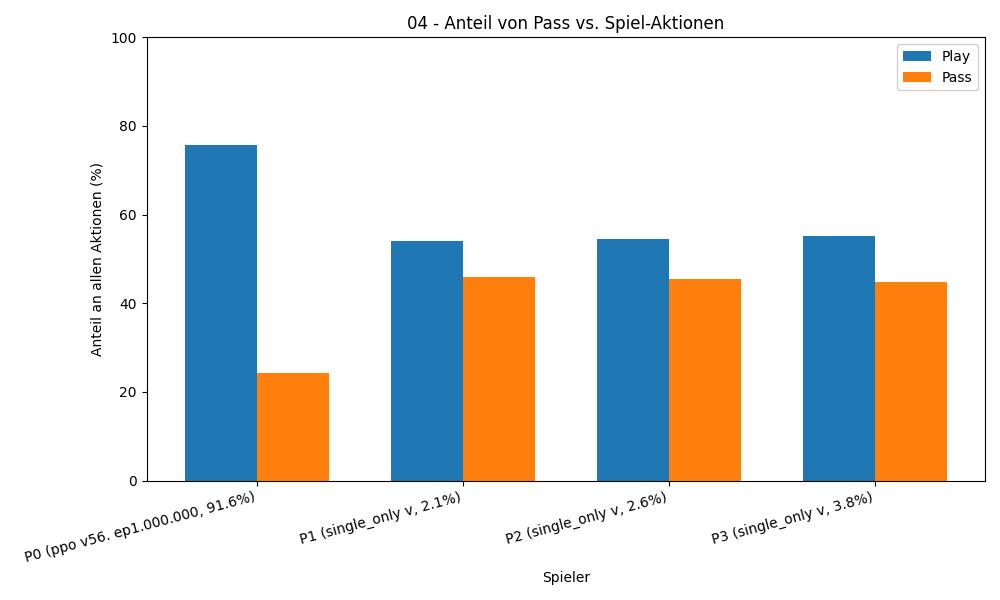 04 - Anteil von Pass vs. Spiel-Aktionen
Play
Pass
Anteil an allen Aktionen (%)
100
80
60
40
20
0
P0 (ppo v56. ep1.000.000, 91.6%)
P1 (single_only v, 2.1%)
P2 (single_only v, 2.6%)
P3 (single_only v, 3.8%)
Spieler